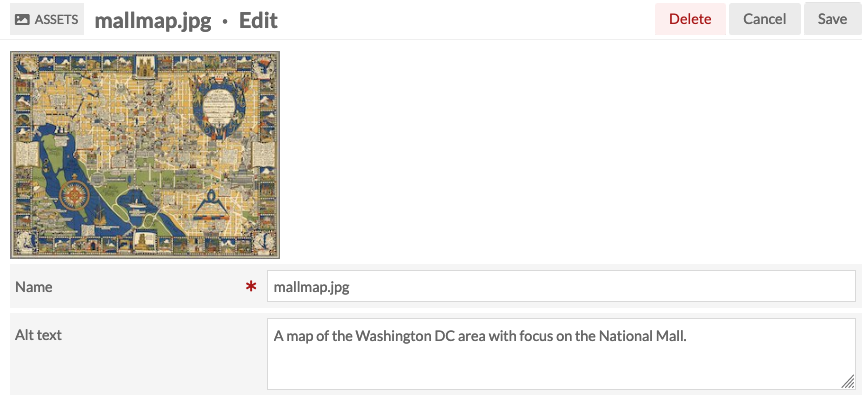 ASSETS mallmap.jpg · Edit Delete Cancel Save
Name * mallmap.jpg
Alt text A map of the Washington DC area with focus on the National Mall.